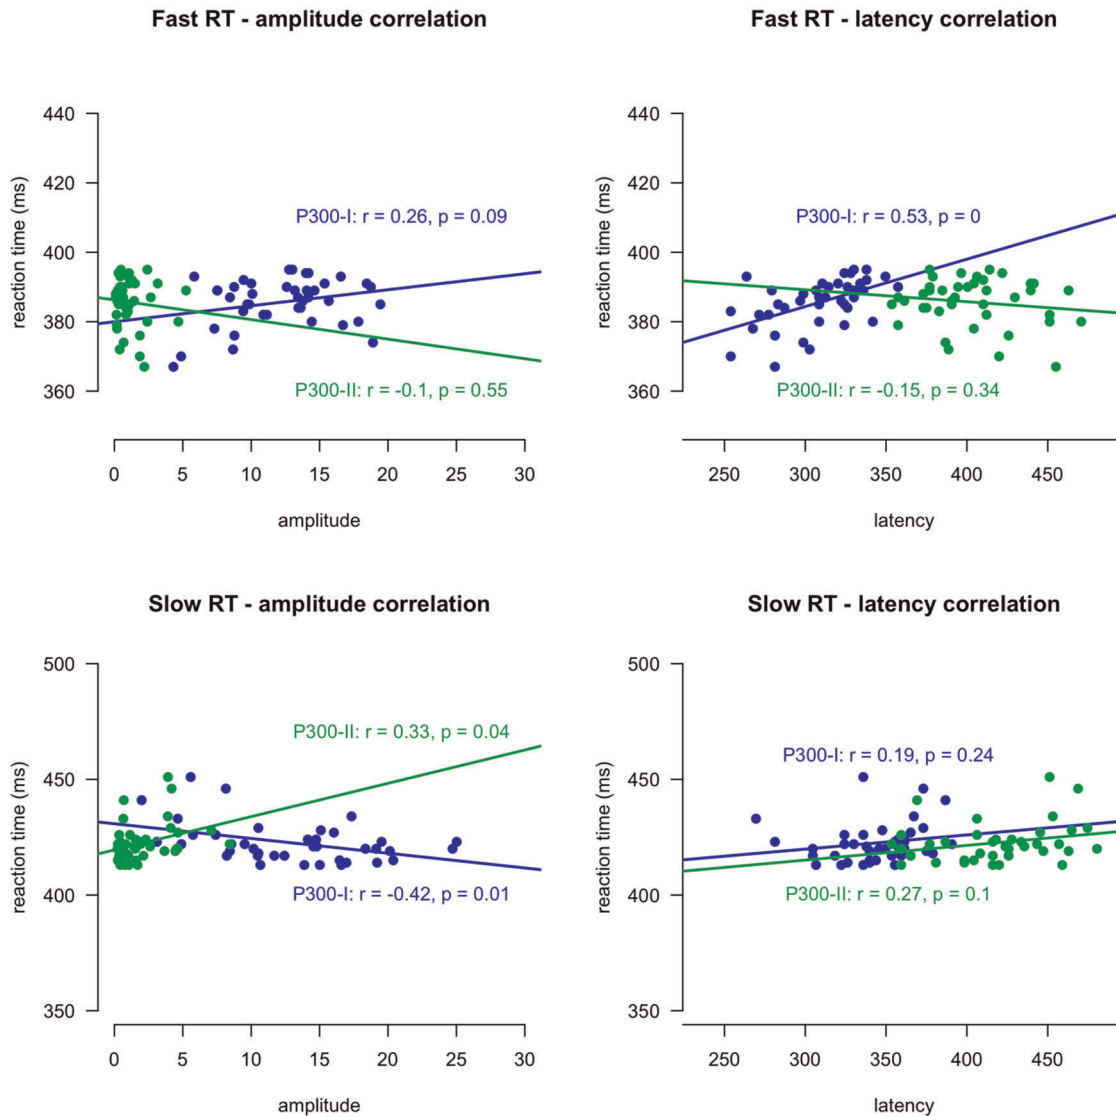 Fast RT - amplitude correlation
reaction time (ms)
440
420
400
380
360
P300-I: r = 0.26, p = 0.09
P300-II: r = -0.1, p = 0.55
0 5 10 15 20 25 30
amplitude
Fast RT - latency correlation
reaction time (ms)
440
420
400
380
360
P300-I: r = 0.53, p = 0
P300-II: r = -0.15, p = 0.34
250 300 350 400 450
latency
Slow RT - amplitude correlation
reaction time (ms)
500
450
400
350
P300-II: r = 0.33, p = 0.04
P300-I: r = -0.42, p = 0.01
0 5 10 15 20 25 30
amplitude
Slow RT - latency correlation
reaction time (ms)
500
450
400
350
P300-I: r = 0.19, p = 0.24
P300-II: r = 0.27, p = 0.1
250 300 350 400 450
latency